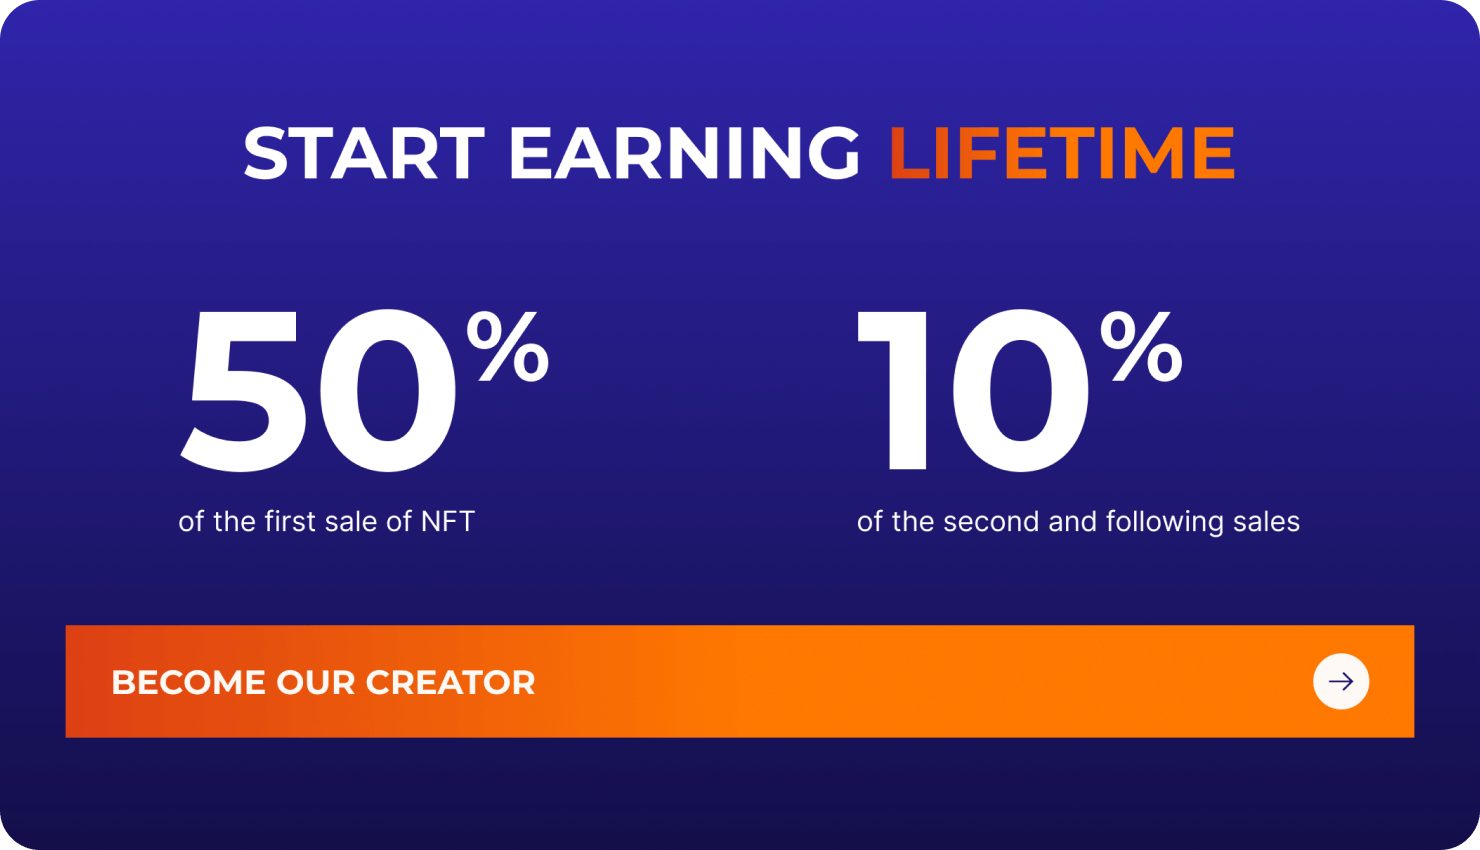 START EARNING LIFETIME
50%
of the first sale of NFT
10%
of the second and following sales
BECOME OUR CREATOR